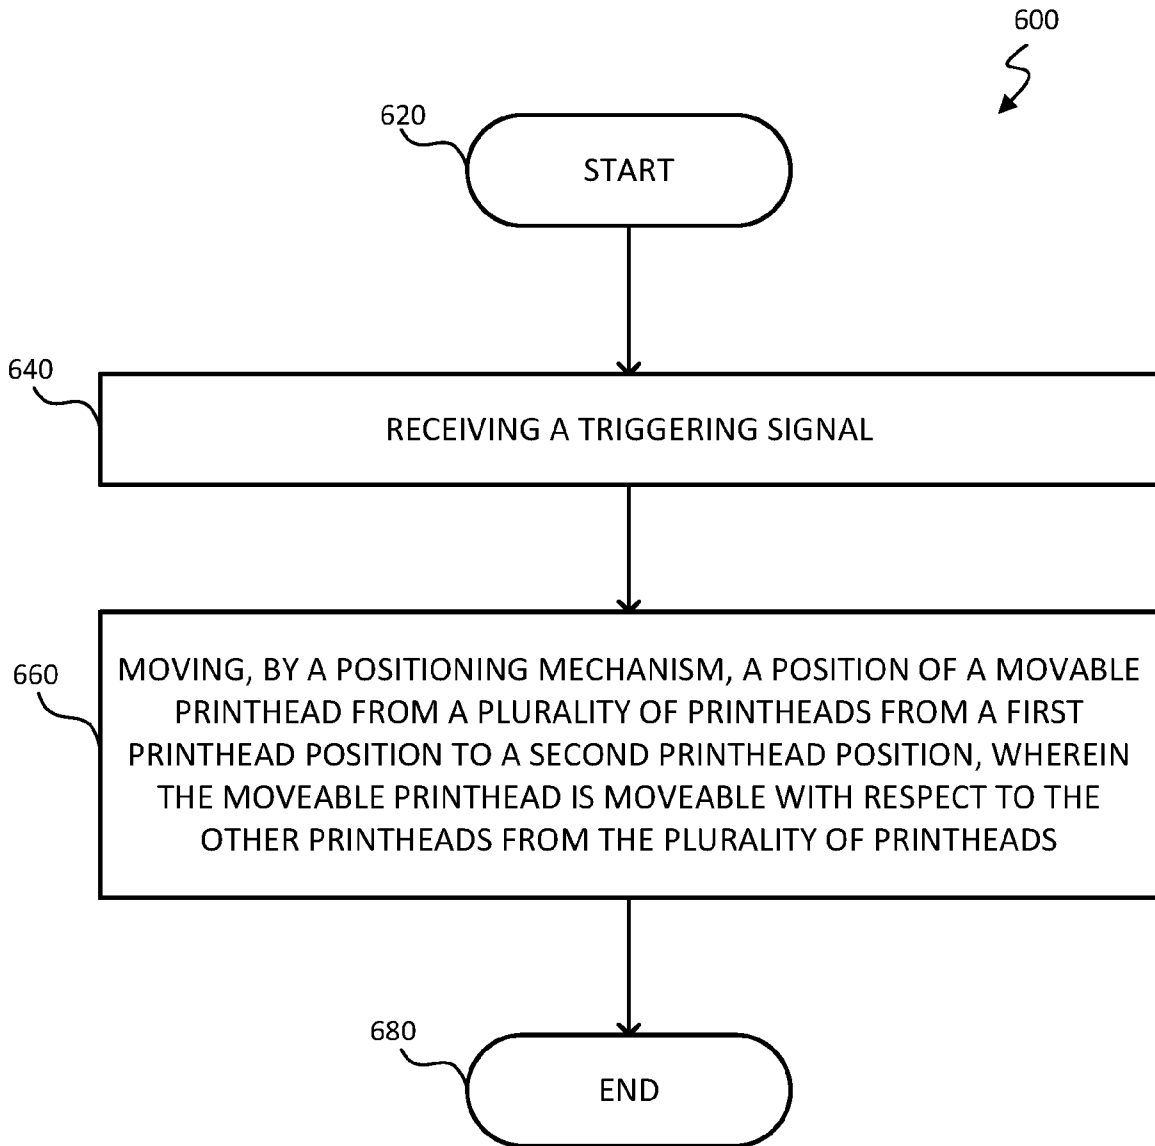 600
620
START
640
RECEIVING A TRIGGERING SIGNAL
660
MOVING, BY A POSITIONING MECHANISM, A POSITION OF A MOVABLE
PRINTHEAD FROM A PLURALITY OF PRINTHEADS FROM A FIRST
PRINTHEAD POSITION TO A SECOND PRINTHEAD POSITION, WHEREIN
THE MOVEABLE PRINTHEAD IS MOVEABLE WITH RESPECT TO THE
OTHER PRINTHEADS FROM THE PLURALITY OF PRINTHEADS
680
END